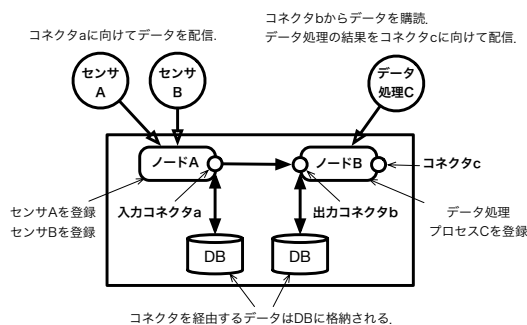 コネクタbからデータを購読.
データ処理の結果をコネクタcに向けて配信.
コネクタaに向けてデータを配信.
センサ
A
センサ
B
データ
処理C
ノードA
ノードB
コネクタc
センサAを登録
センサBを登録
入力コネクタa
出力コネクタb
データ処理
プロセスCを登録
DB
DB
コネクタを経由するデータはDBに格納される.